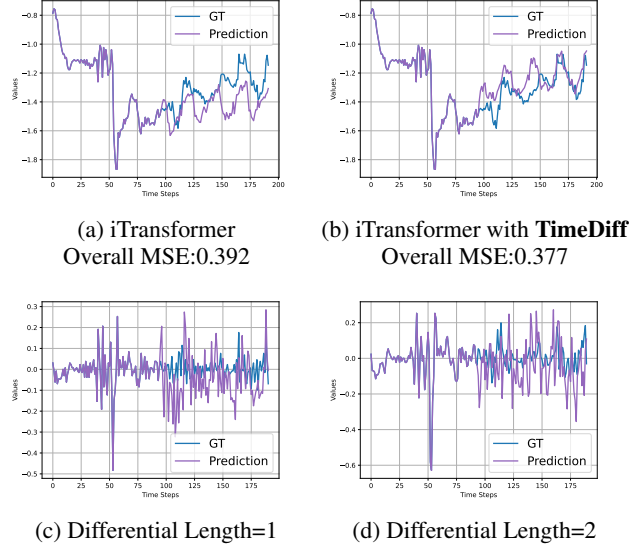 GT
Prediction
Values
−0.8
−1.0
−1.2
−1.4
−1.6
−1.8
0 25 50 75 100 125 150 175 200
Time Steps
GT
Prediction
Values
−0.8
−1.0
−1.2
−1.4
−1.6
−1.8
0 25 50 75 100 125 150 175 200
Time Steps
(a) iTransformer
Overall MSE:0.392
(b) iTransformer with TimeDiff
Overall MSE:0.377
Values
0.3
0.2
0.1
0.0
−0.1
−0.2
−0.3
−0.4
−0.5
GT
Prediction
0 25 50 75 100 125 150 175
Time Steps
Values
0.2
0.0
−0.2
−0.4
−0.6
GT
Prediction
0 25 50 75 100 125 150 175
Time Steps
(c) Differential Length=1
(d) Differential Length=2